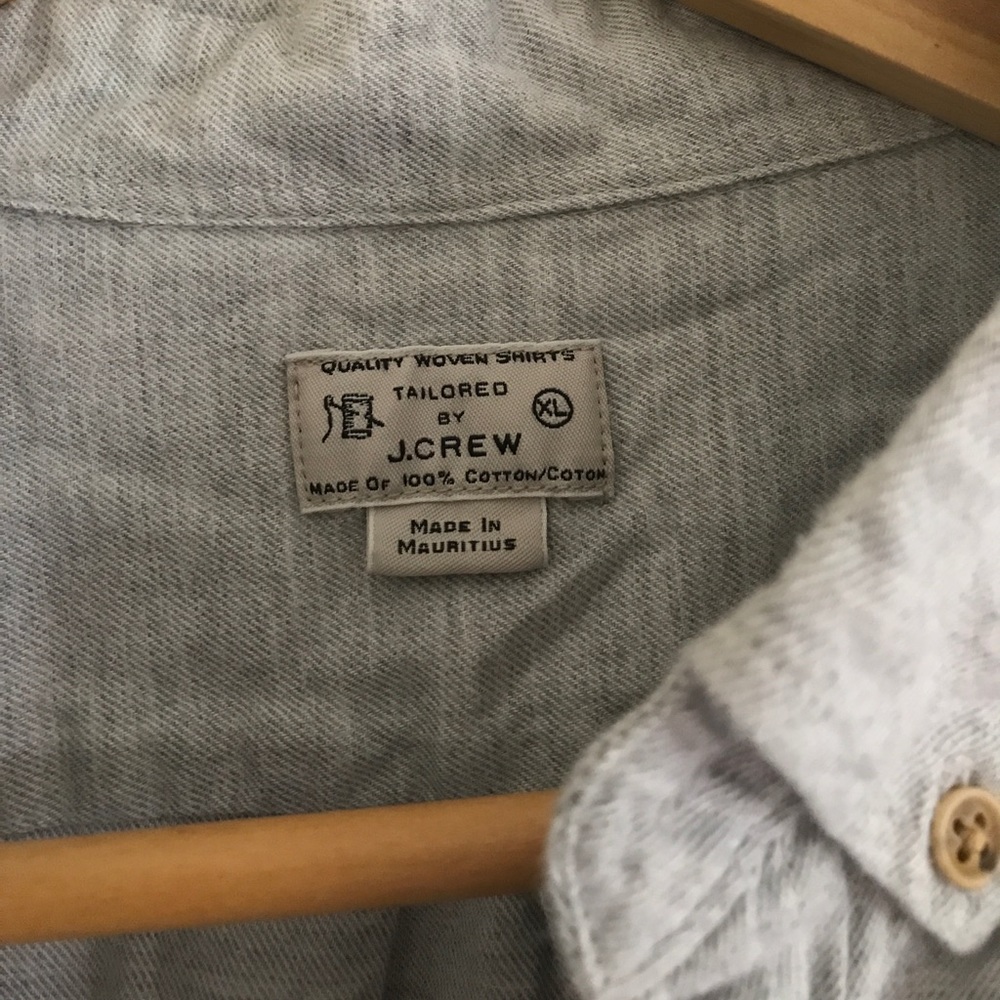 QUALITY WOVEN SHIRTS
TAILORED
BY
XL
J.CREW
MADE OF 100% COTTON/COTON
MADE IN
MAURITIUS